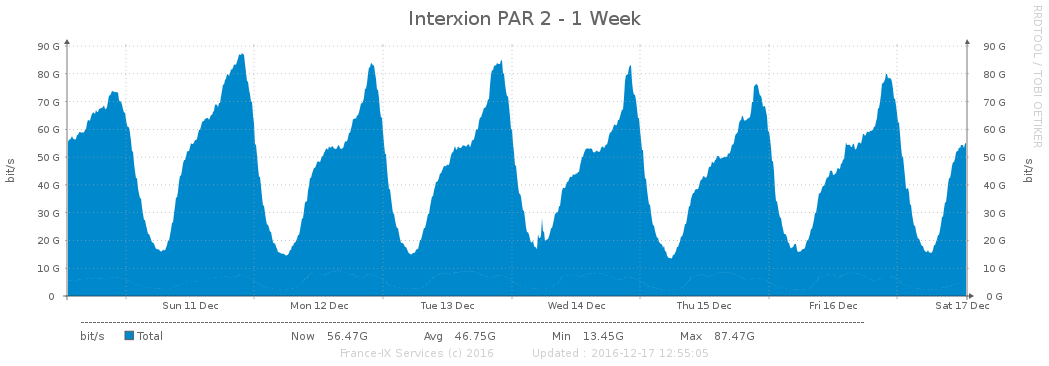 Interxion PAR 2 - 1 Week
RRDTOOL / TOBI OETIKER
90 G 90 G
80 G 80 G
70 G 70 G
60 G 60 G
50 G 50 G
bit/s bit/s
40 G 40 G
30 G 30 G
20 G 20 G
10 G 10 G
0 0 G
Sun 11 Dec Mon 12 Dec Tue 13 Dec Wed 14 Dec Thu 15 Dec Fri 16 Dec Sat 17 Dec
bit/s Total Now 56.47G Avg 46.75G Min 13.45G Max 87.47G
France-IX Services (c) 2016 Updated : 2016-12-17 12:55:05